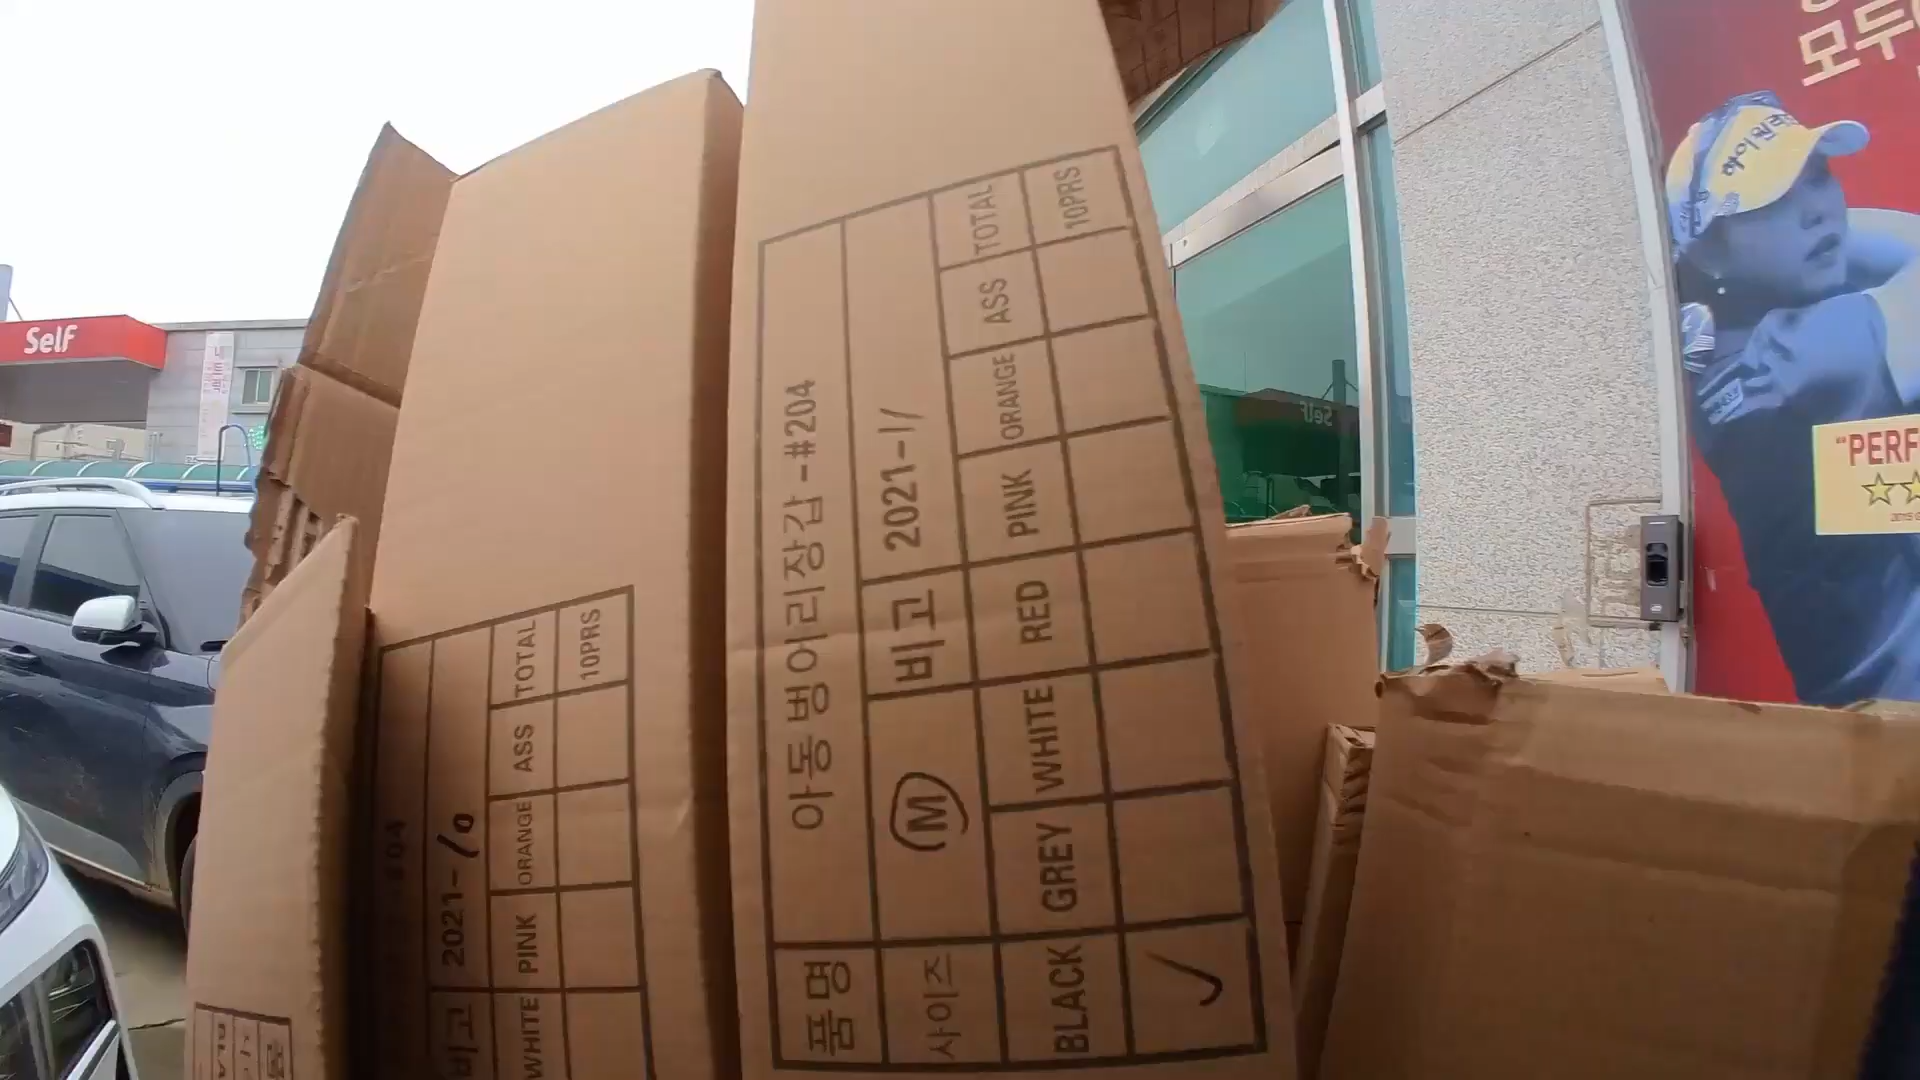 Self
품명 아동벙어리장갑-#204
사이즈 M 비고 2021-11
BLACK GREY WHITE RED PINK ORANGE ASS TOTAL
✓ 10PRS
비고 2021-10
WHITE PINK ORANGE ASS TOTAL
10PRS
모두
"PERF
Self